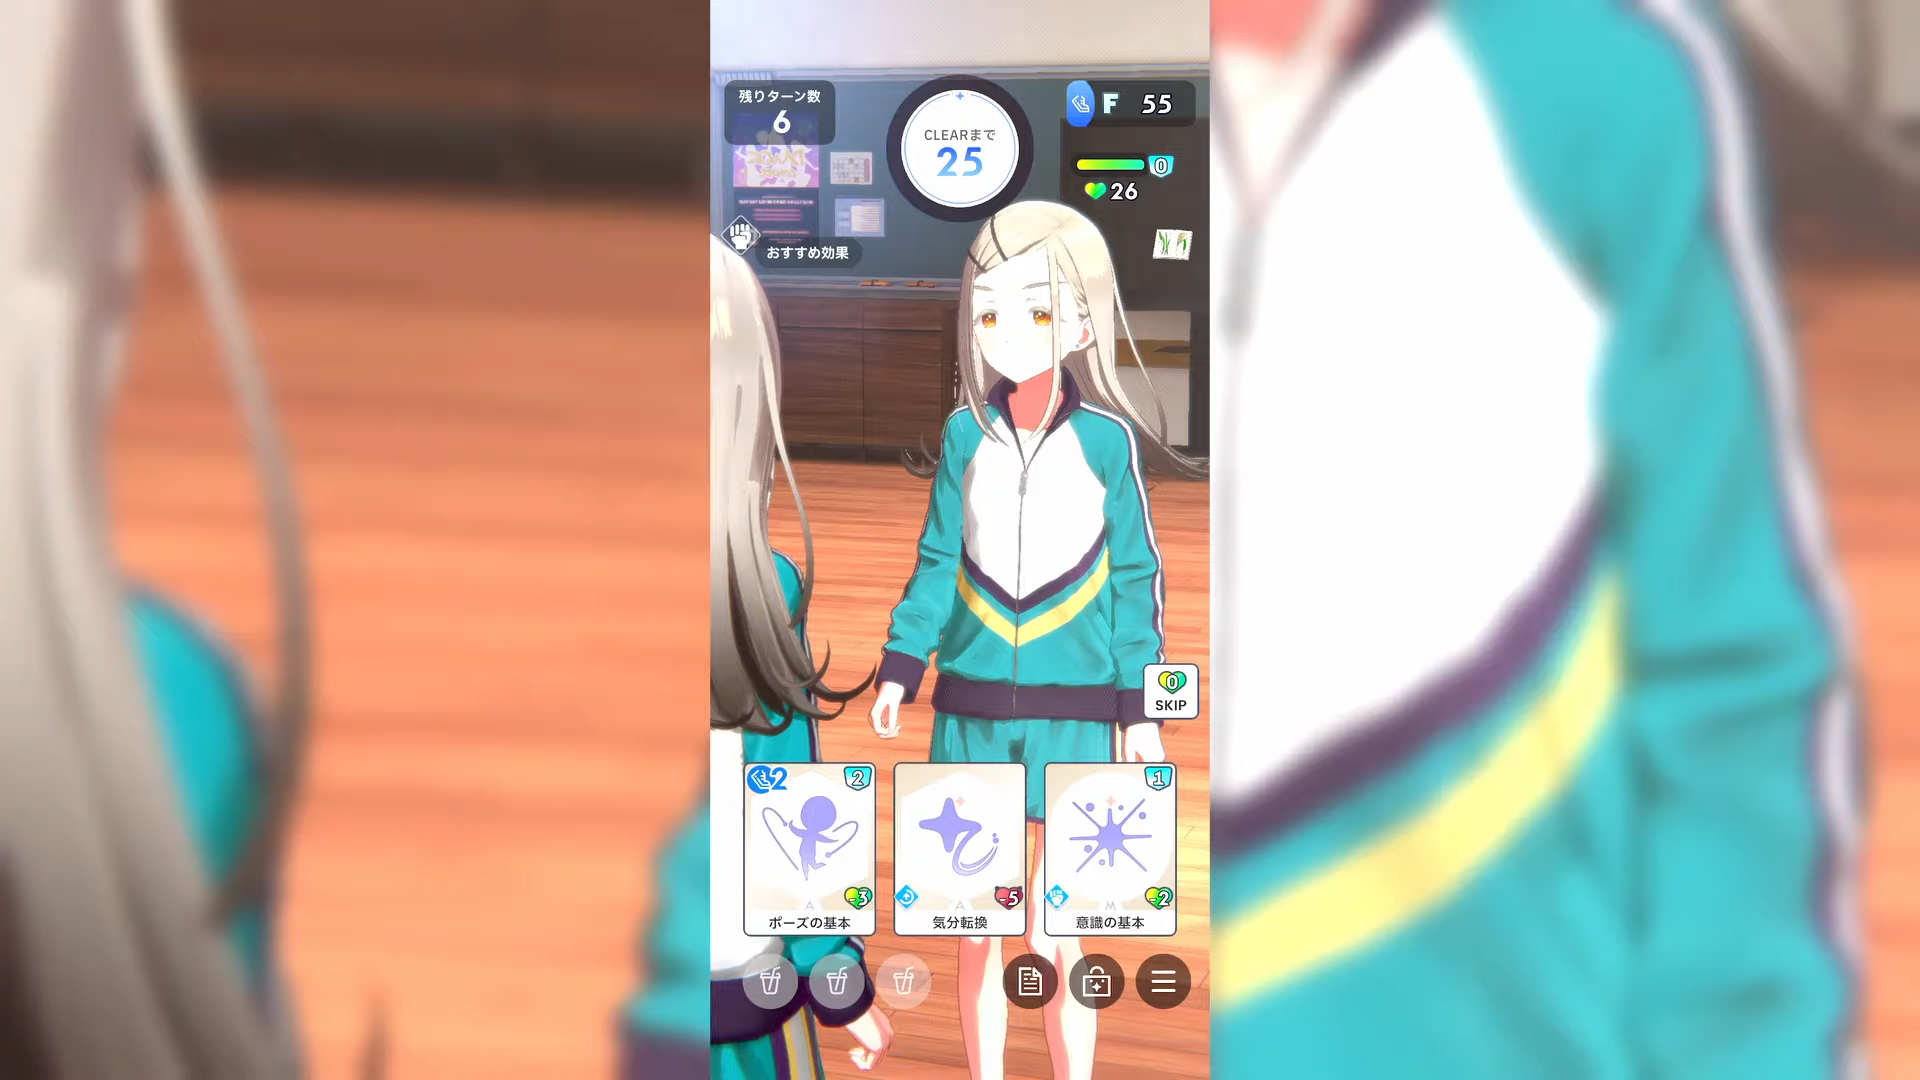 残りターン数
6
CLEARまで
25
F 55
0
26
おすすめ効果
0
SKIP
2 2
-3
A
ポーズの基本
-5
A
気分転換
1
-2
M
意識の基本